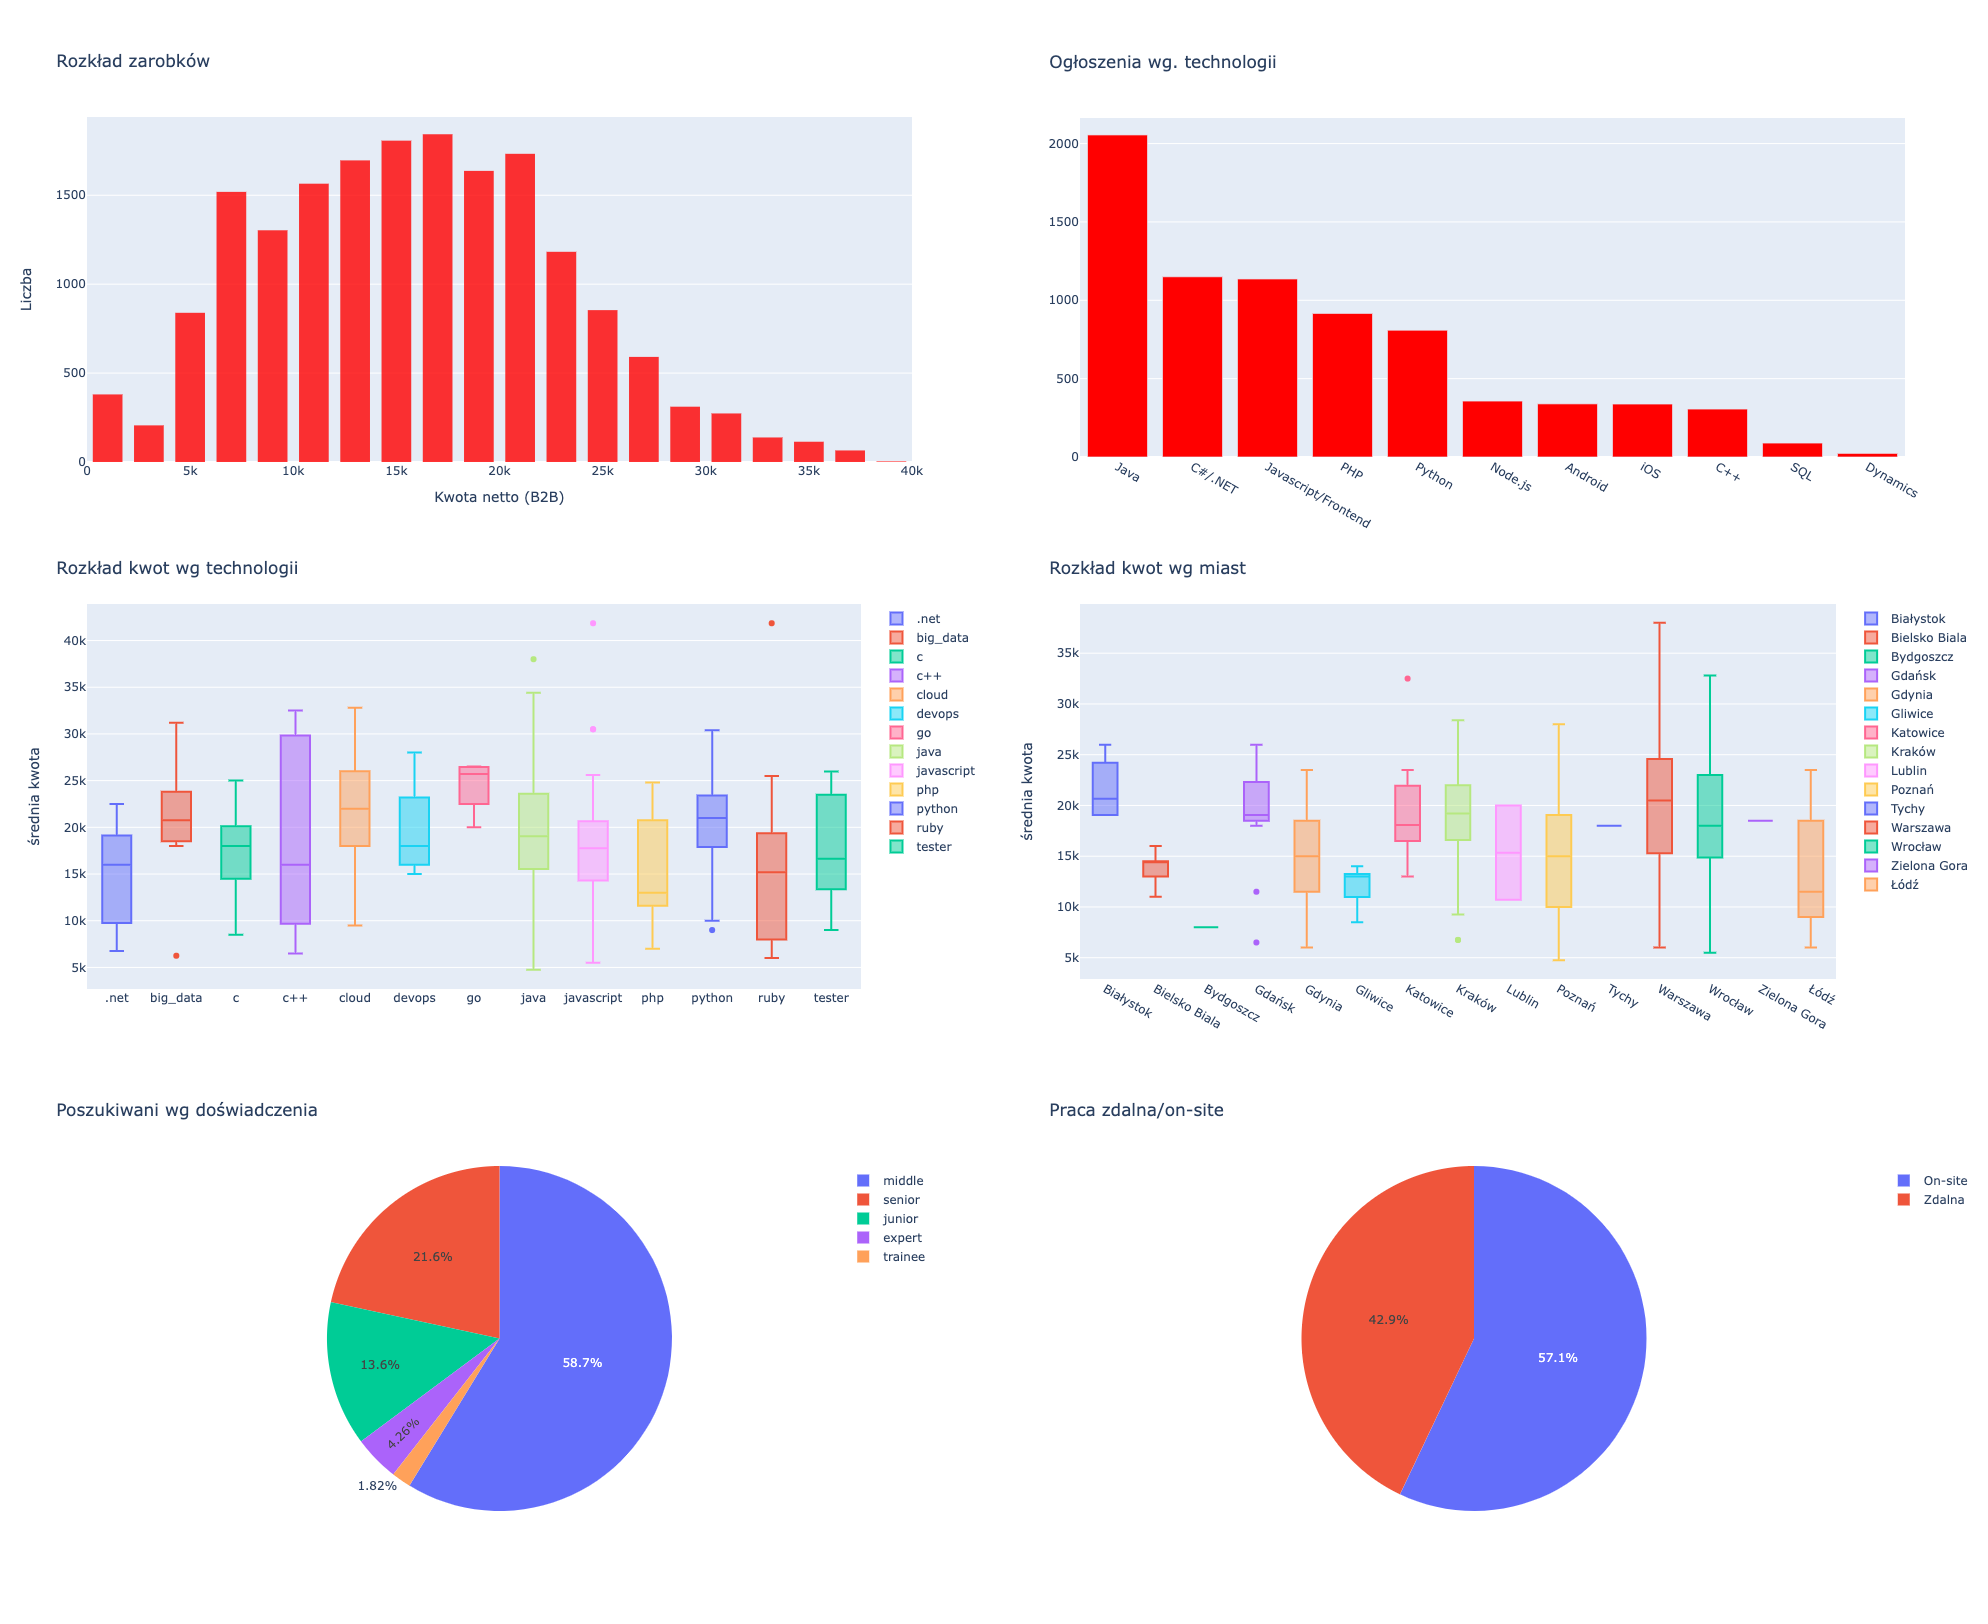 Rozkład zarobków
Liczba
1500
1000
500
0
0 5k 10k 15k 20k 25k 30k 35k 40k
Kwota netto (B2B)
Ogłoszenia wg. technologii
2000
1500
1000
500
0
Java C#/.NET Javascript/Frontend PHP Python Node.js Android iOS C++ SQL Dynamics
Rozkład kwot wg technologii
średnia kwota
40k
35k
30k
25k
20k
15k
10k
5k
.net big_data c c++ cloud devops go java javascript php python ruby tester
.net
big_data
c
c++
cloud
devops
go
java
javascript
php
python
ruby
tester
Rozkład kwot wg miast
średnia kwota
35k
30k
25k
20k
15k
10k
5k
Białystok Bielsko Biala Bydgoszcz Gdańsk Gdynia Gliwice Katowice Kraków Lublin Poznań Tychy Warszawa Wrocław Zielona Gora Łódź
Białystok
Bielsko Biala
Bydgoszcz
Gdańsk
Gdynia
Gliwice
Katowice
Kraków
Lublin
Poznań
Tychy
Warszawa
Wrocław
Zielona Gora
Łódź
Poszukiwani wg doświadczenia
21.6%
58.7%
13.6%
4.26%
1.82%
middle
senior
junior
expert
trainee
Praca zdalna/on-site
42.9%
57.1%
On-site
Zdalna